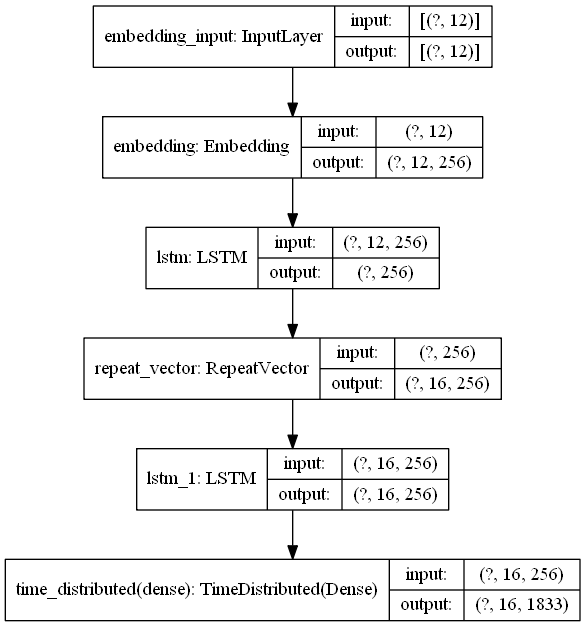 embedding_input: InputLayer
input: [(?, 12)]
output: [(?, 12)]
embedding: Embedding
input: (?, 12)
output: (?, 12, 256)
lstm: LSTM
input: (?, 12, 256)
output: (?, 256)
repeat_vector: RepeatVector
input: (?, 256)
output: (?, 16, 256)
lstm_1: LSTM
input: (?, 16, 256)
output: (?, 16, 256)
time_distributed(dense): TimeDistributed(Dense)
input: (?, 16, 256)
output: (?, 16, 1833)